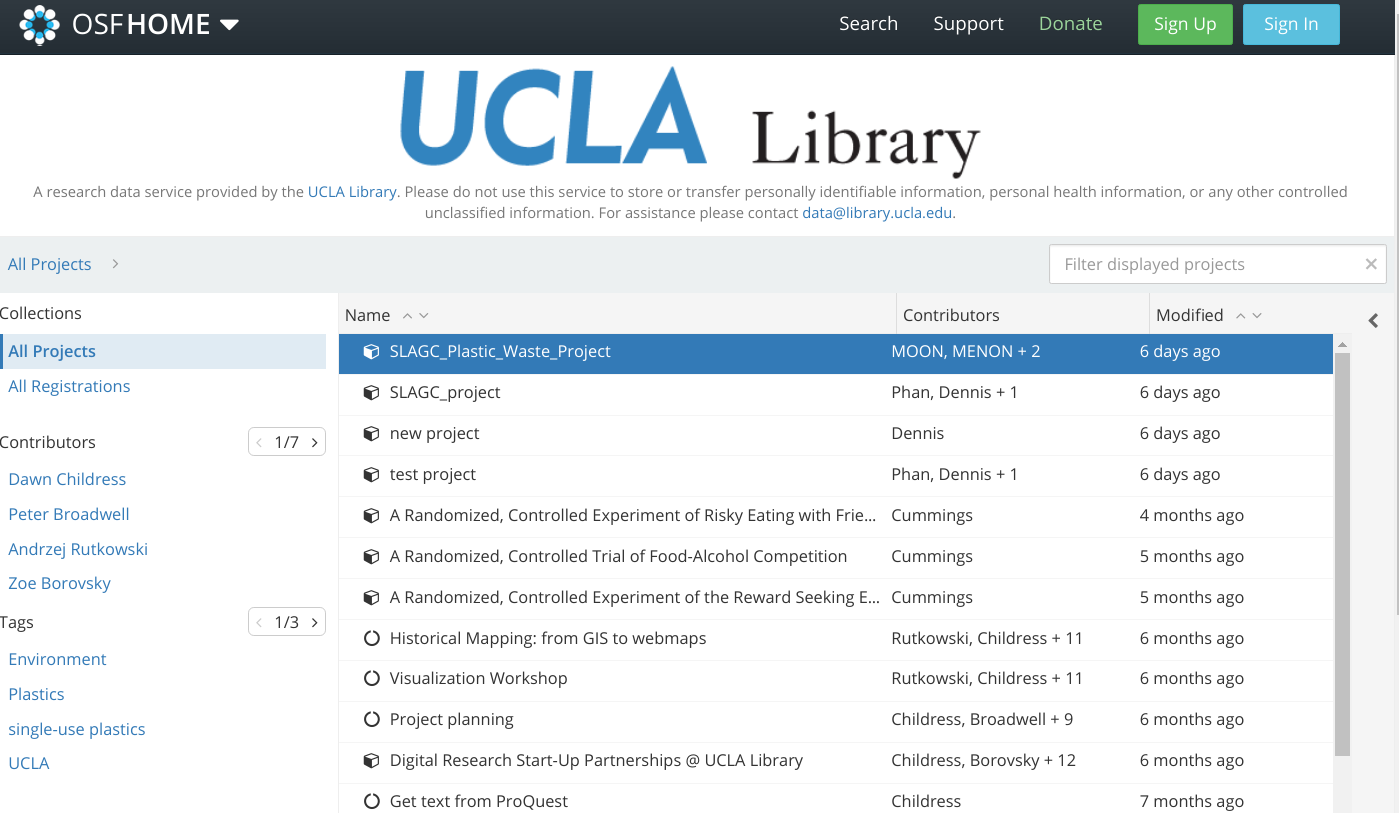 OSFHOME Search Support Donate Sign Up Sign In
UCLA Library
A research data service provided by the UCLA Library. Please do not use this service to store or transfer personally identifiable information, personal health information, or any other controlled
unclassified information. For assistance please contact data@library.ucla.edu.
All Projects
Filter displayed projects
Collections
All Projects
All Registrations
Contributors 1/7
Dawn Childress
Peter Broadwell
Andrzej Rutkowski
Zoe Borovsky
Tags 1/3
Environment
Plastics
single-use plastics
UCLA
Name Contributors Modified
SLAGC_Plastic_Waste_Project MOON, MENON + 2 6 days ago
SLAGC_project Phan, Dennis + 1 6 days ago
new project Dennis 6 days ago
test project Phan, Dennis + 1 6 days ago
A Randomized, Controlled Experiment of Risky Eating with Frie... Cummings 4 months ago
A Randomized, Controlled Trial of Food-Alcohol Competition Cummings 5 months ago
A Randomized, Controlled Experiment of the Reward Seeking E... Cummings 5 months ago
Historical Mapping: from GIS to webmaps Rutkowski, Childress + 11 6 months ago
Visualization Workshop Rutkowski, Childress + 11 6 months ago
Project planning Childress, Broadwell + 9 6 months ago
Digital Research Start-Up Partnerships @ UCLA Library Childress, Borovsky + 12 6 months ago
Get text from ProQuest Childress 7 months ago